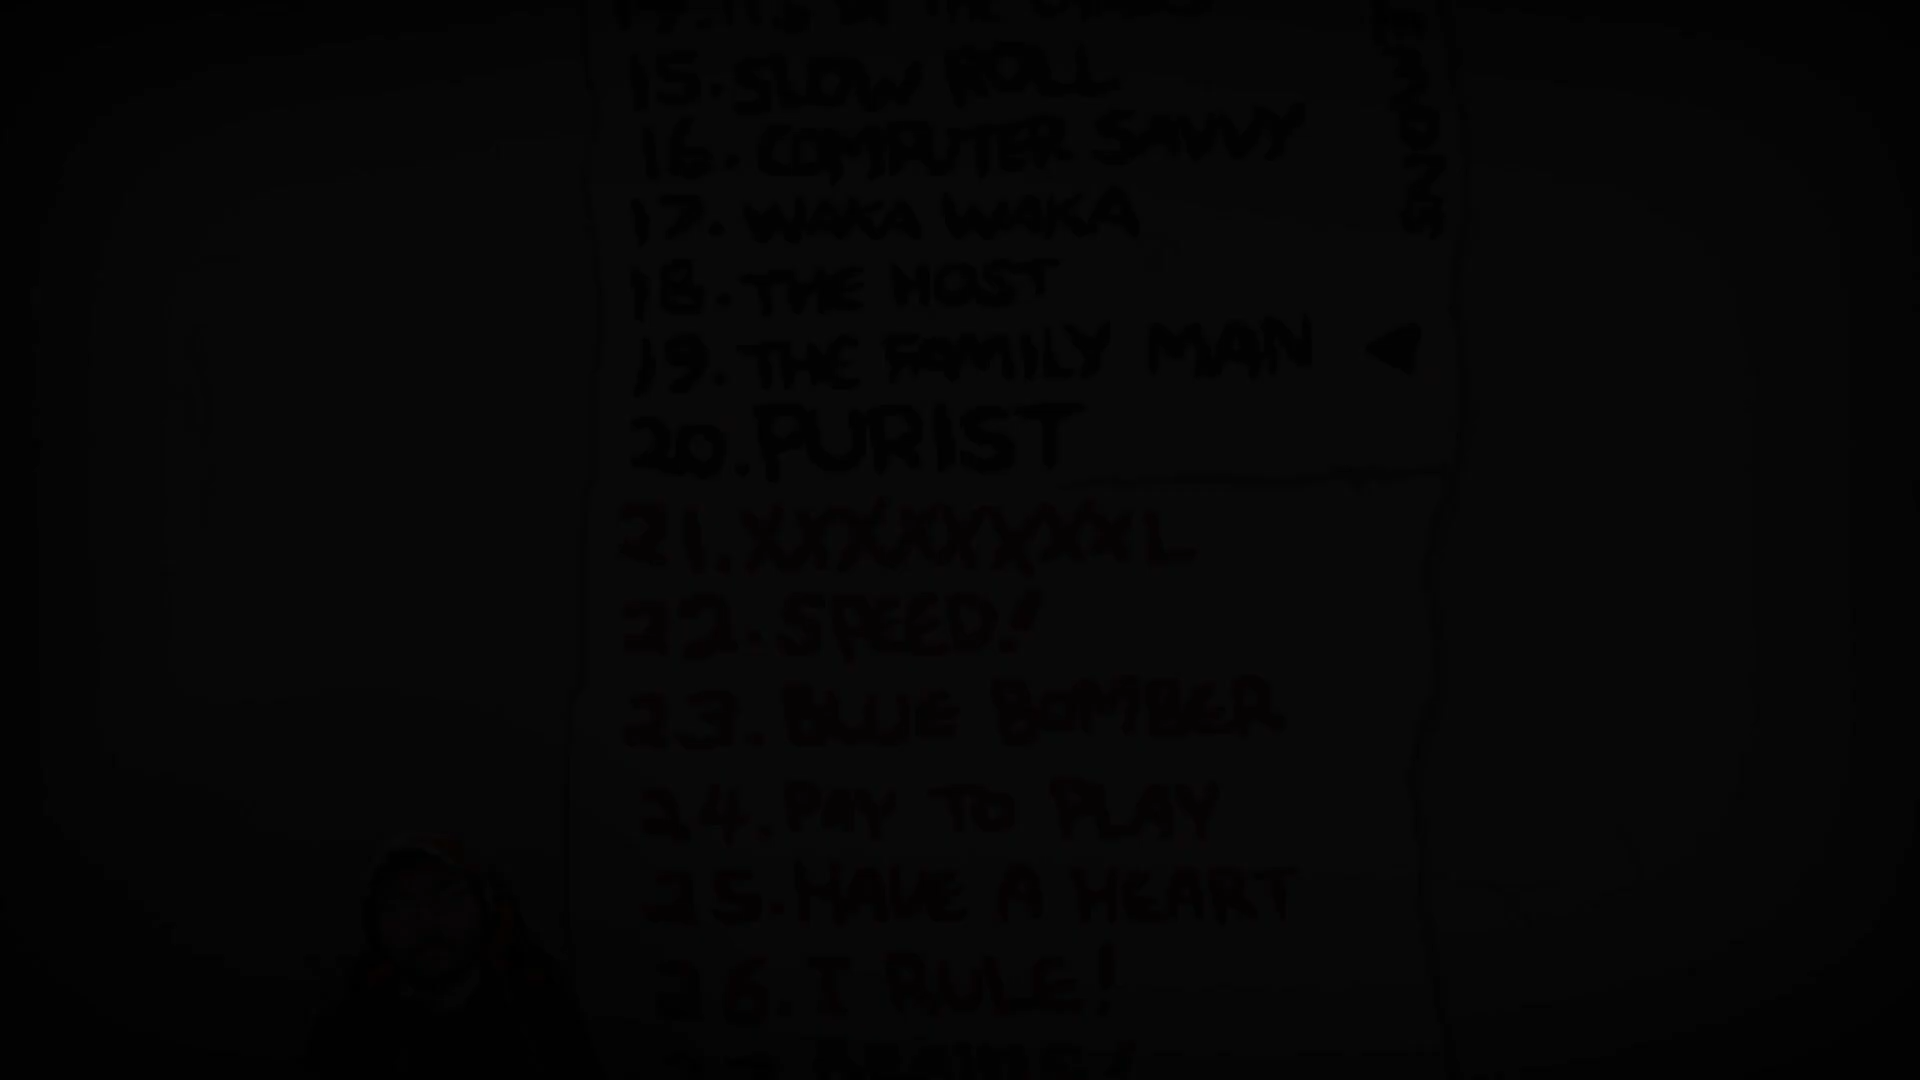 15. SLOW ROLL
16. COMPUTER SAVVY
17. WAKA WAKA
18. THE HOST
19. THE FAMILY MAN ◀
20. PURIST
21. XXXXXXXXXL
22. SPEED!
23. BLUE BOMBER
24. PAY TO PLAY
25. HAVE A HEART
26. I RULE!